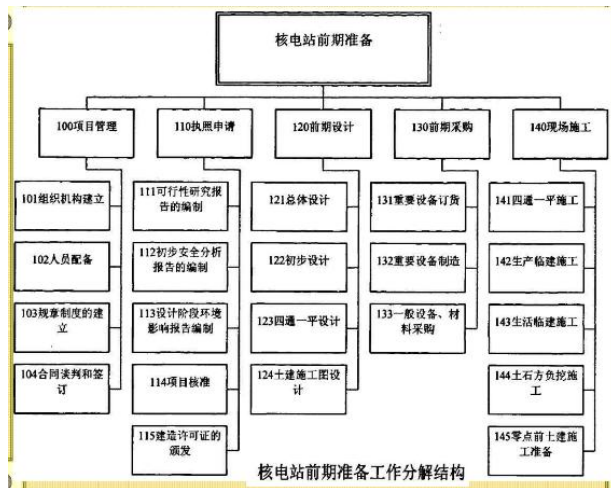 核电站前期准备
100项目管理
110执照申请
120前期设计
130前期采购
140现场施工
101组织机构建立
102人员配备
103规章制度的建
立
104合同谈判和签
订
111可行性研究报
告的编制
112初步安全分析
报告的编制
113设计阶段环境
影响报告编制
114项目核准
115建造许可证的
颁发
121总体设计
122初步设计
123四通一平设计
124土建施工图设
计
131重要设备订货
132重要设备制造
133一般设备、材
料采购
141四通一平施工
142生产临建施工
143生活临建施工
144土石方负挖施
工
145零点前土建施
工准备
核电站前期准备工作分解结构